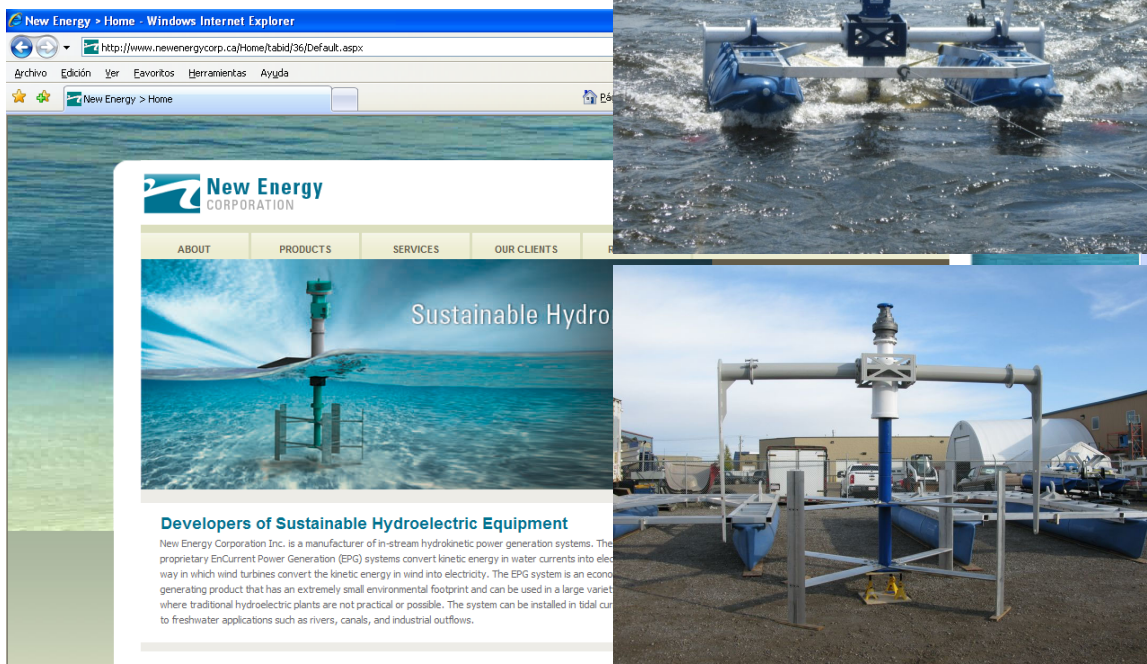 New Energy > Home - Windows Internet Explorer
http://www.newenergycorp.ca/Home/tabid/36/Default.aspx
Archivo Edición Ver Favoritos Herramientas Ayuda
New Energy > Home
New Energy
CORPORATION
ABOUT PRODUCTS SERVICES OUR CLIENTS
Sustainable Hydro
Developers of Sustainable Hydroelectric Equipment
New Energy Corporation Inc. is a manufacturer of in-stream hydrokinetic power generation systems. The
proprietary EnCurrent Power Generation (EPG) systems convert kinetic energy in water currents into elec
way in which wind turbines convert the kinetic energy in wind into electricity. The EPG system is an econo
generating product that has an extremely small environmental footprint and can be used in a large variet
where traditional hydroelectric plants are not practical or possible. The system can be installed in tidal cur
to freshwater applications such as rivers, canals, and industrial outflows.